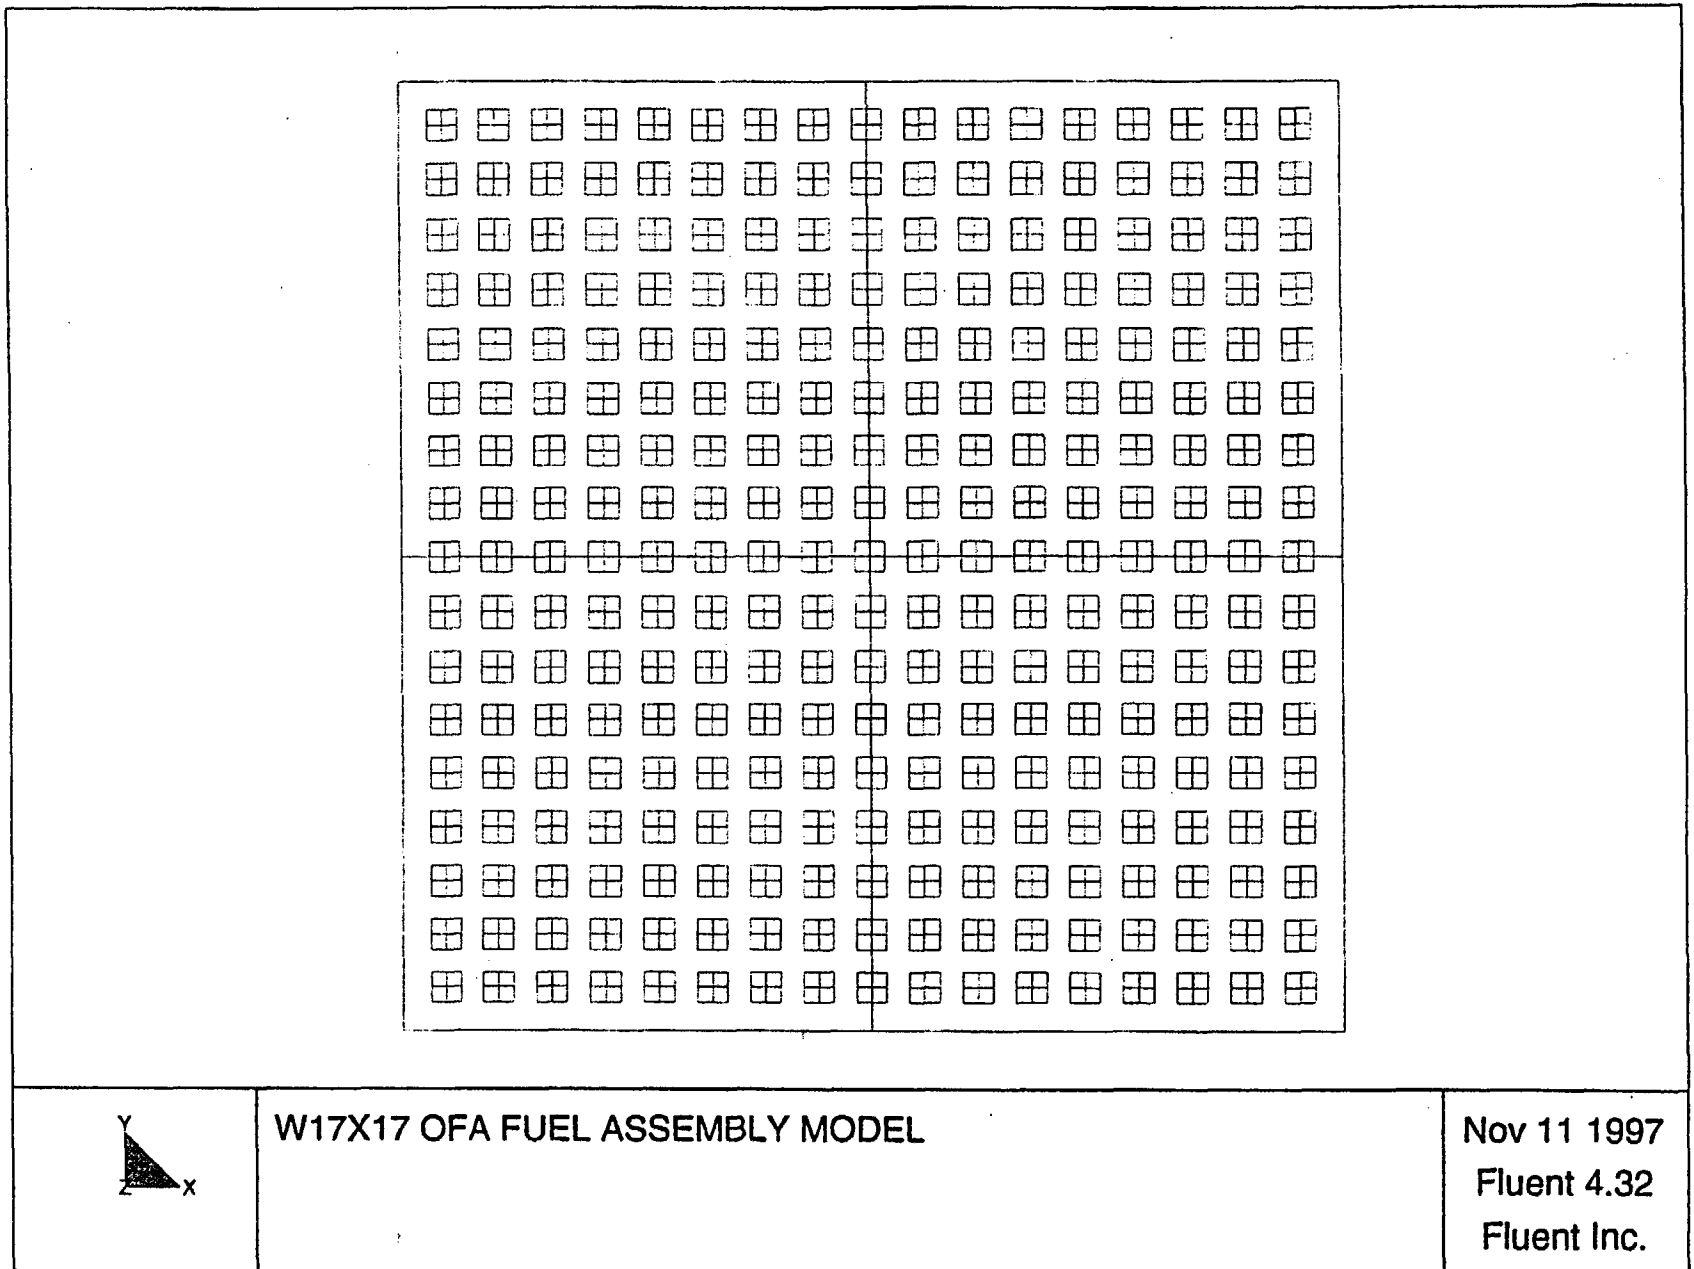 Y
Z
X
W17X17 OFA FUEL ASSEMBLY MODEL
Nov 11 1997
Fluent 4.32
Fluent Inc.